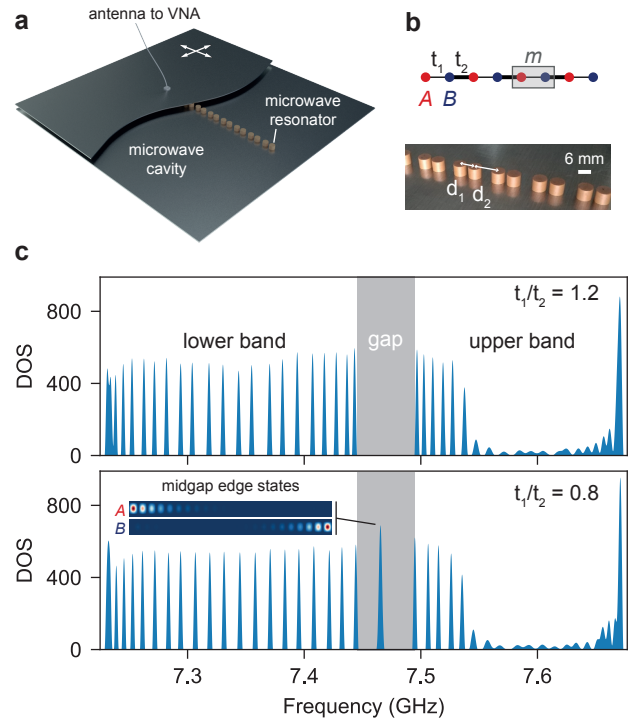 a
antenna to VNA
microwave
resonator
microwave
cavity
b
m
t₁ t₂
A B
6 mm
d₁ d₂
c
t₁/t₂ = 1.2
800
lower band
gap
upper band
DOS
400
0
midgap edge states
t₁/t₂ = 0.8
A
B
800
DOS
400
0
7.3 7.4 7.5 7.6
Frequency (GHz)